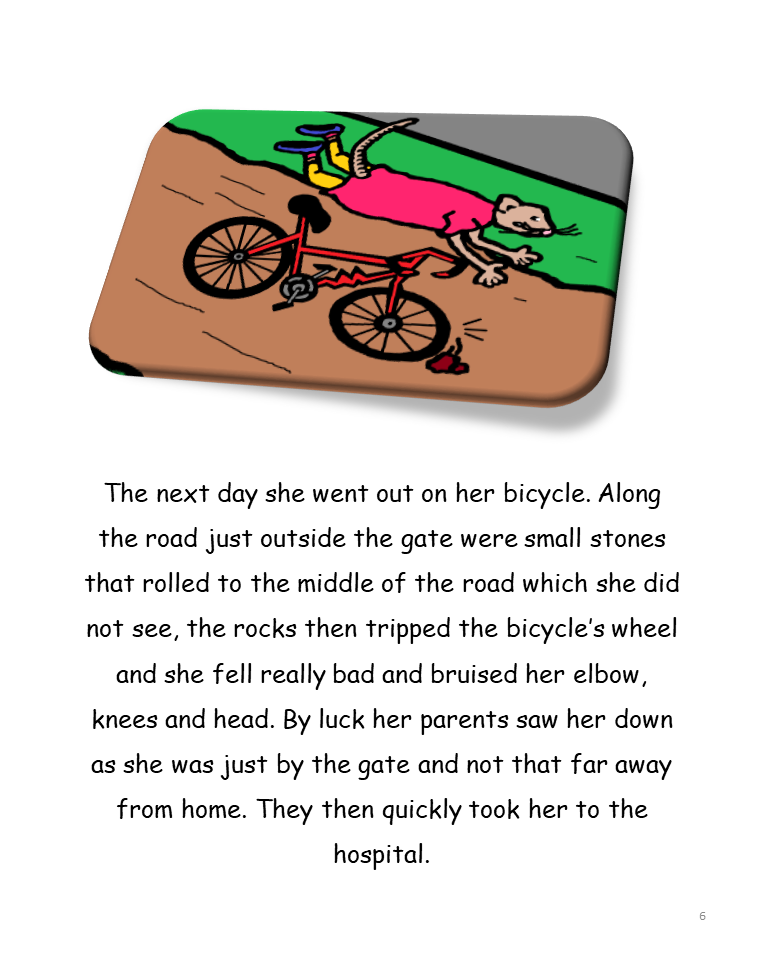 The next day she went out on her bicycle. Along
the road just outside the gate were small stones
that rolled to the middle of the road which she did
not see, the rocks then tripped the bicycle’s wheel
and she fell really bad and bruised her elbow,
knees and head. By luck her parents saw her down
as she was just by the gate and not that far away
from home. They then quickly took her to the
hospital.
6